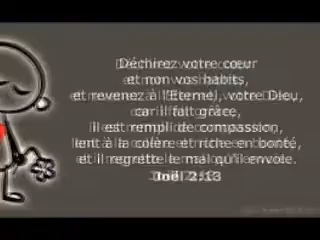 Déchirez votre cœur
et non vos habits,
et revenez à l'Eternel, votre Dieu,
car il fait grâce,
il est rempli de compassion,
lent à la colère et riche en bonté,
et il regrette le mal qu'il envoie.
Joël 2:13